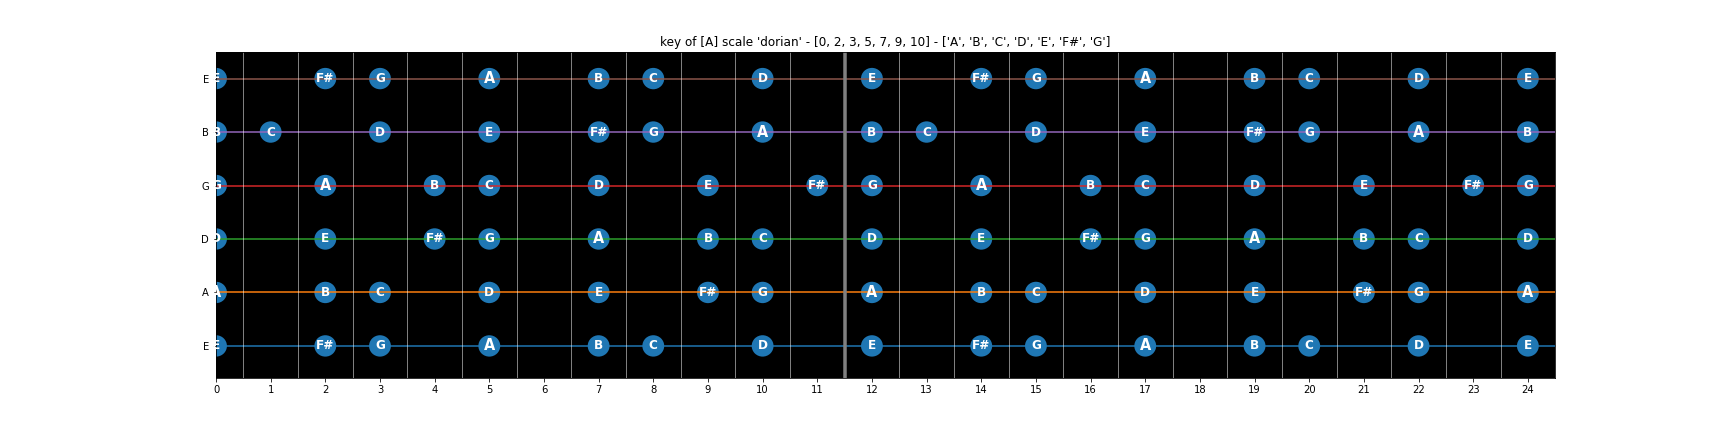 key of [A] scale 'dorian' - [0, 2, 3, 5, 7, 9, 10] - ['A', 'B', 'C', 'D', 'E', 'F#', 'G']
E E F# G A B C D E F# G A B C D E
B B C D E F# G A B C D E F# G A B
G G A B C D E F# G A B C D E F# G
D D E F# G A B C D E F# G A B C D
A A B C D E F# G A B C D E F# G A
E E F# G A B C D E F# G A B C D E
0 1 2 3 4 5 6 7 8 9 10 11 12 13 14 15 16 17 18 19 20 21 22 23 24